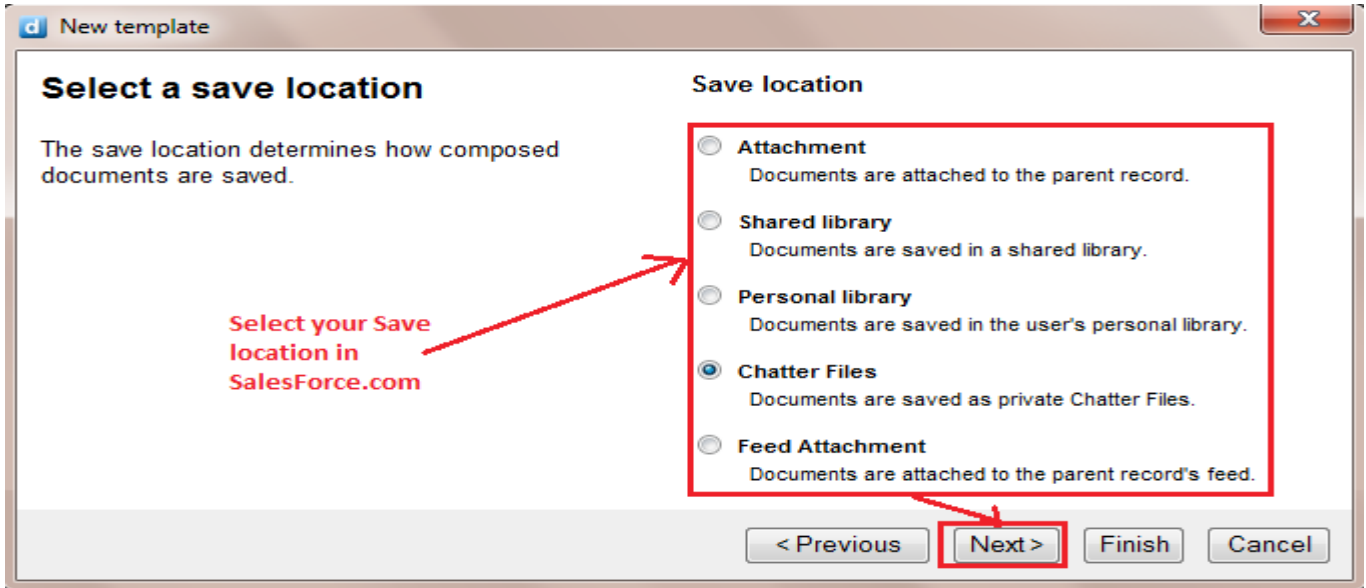 d New template
Select a save location
The save location determines how composed
documents are saved.
Select your Save
location in
SalesForce.com
Save location
Attachment
Documents are attached to the parent record.
Shared library
Documents are saved in a shared library.
Personal library
Documents are saved in the user's personal library.
Chatter Files
Documents are saved as private Chatter Files.
Feed Attachment
Documents are attached to the parent record's feed.
< Previous
Next >
Finish
Cancel